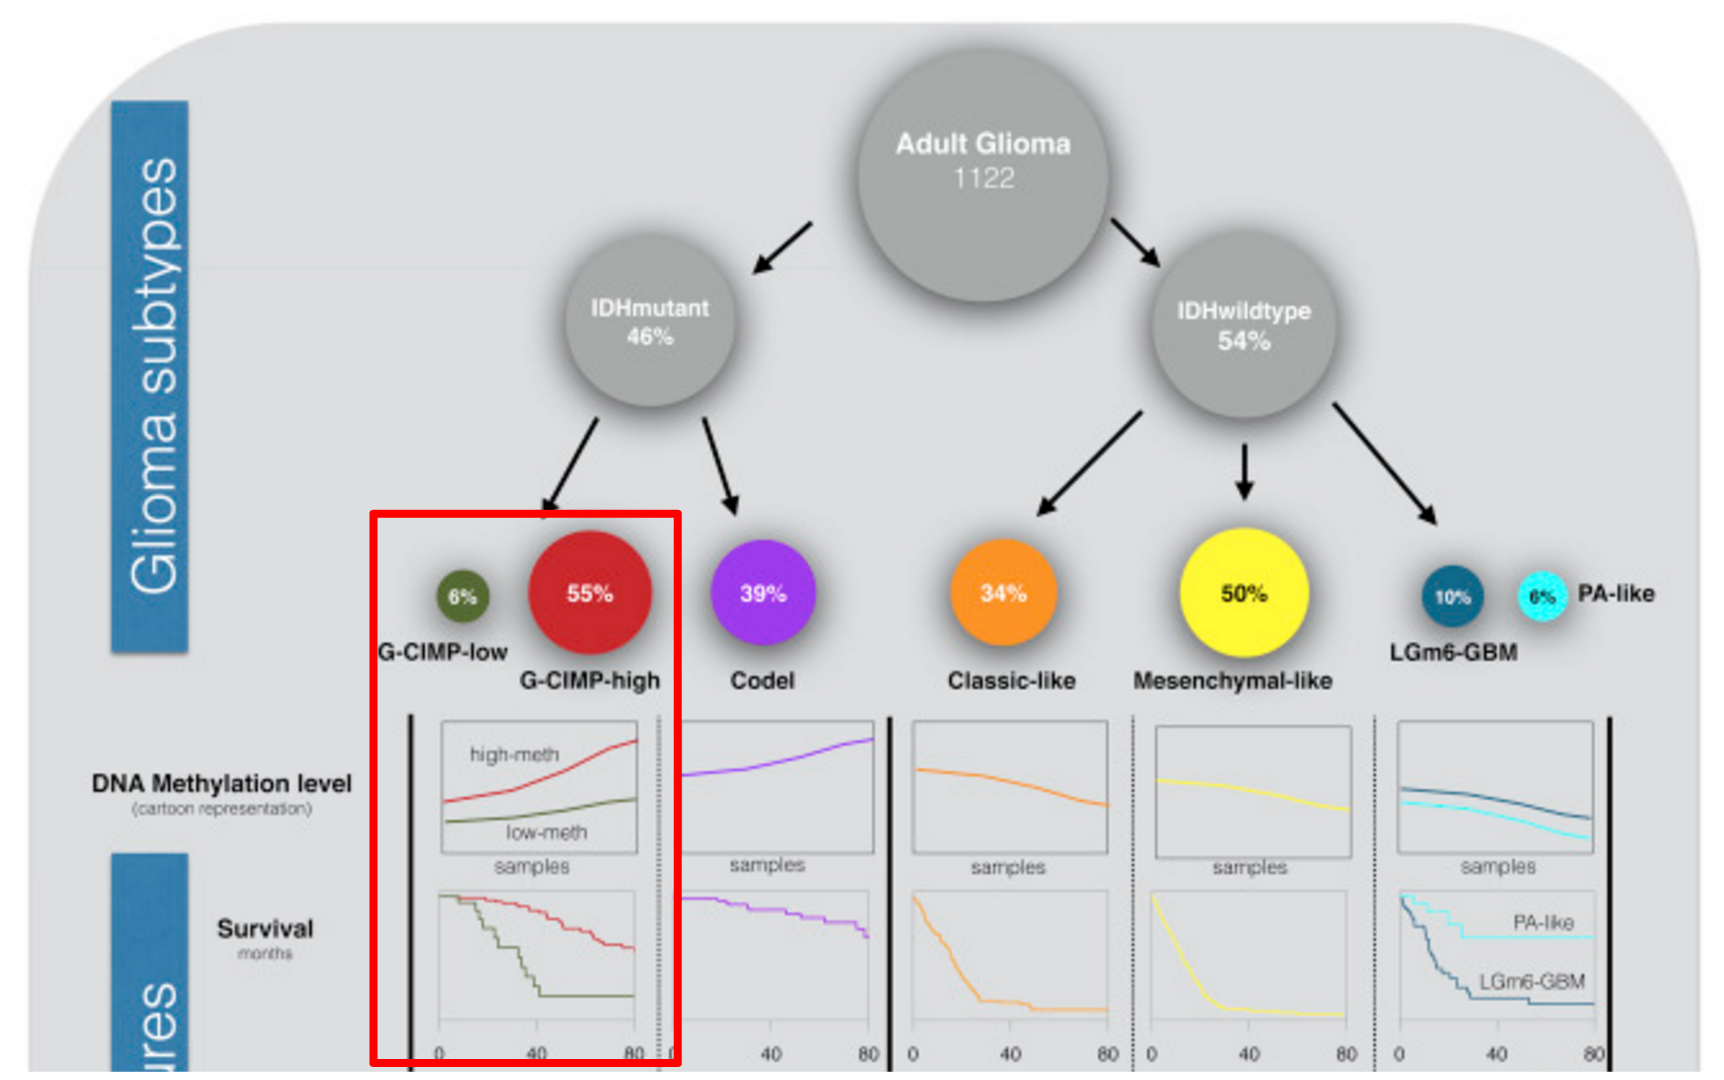 Glioma subtypes
Adult Glioma
1122
IDHmutant
46%
IDHwildtype
54%
6%
55%
39%
34%
50%
10%
6%
PA-like
G-CIMP-low
G-CIMP-high
Codel
Classic-like
Mesenchymal-like
LGm6-GBM
DNA Methylation level
(cartoon representation)
high-meth
low-meth
samples
samples
samples
samples
samples
Survival
months
PA-like
LGm6-GBM
ures
0 40 80
40 80
0 40 80
0 40 80
0 40 80